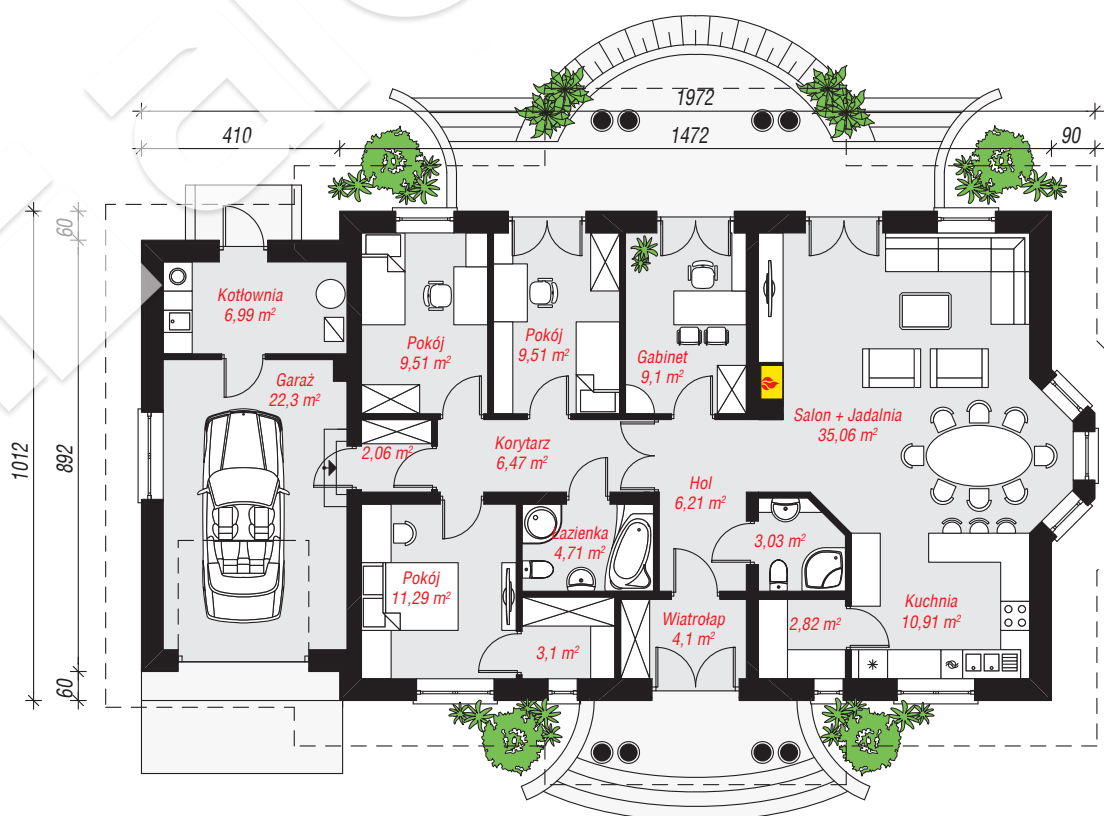 1972
410
1472
90
60
1012
892
60
Kotłownia
6,99 m²
Garaż
22,3 m²
Pokój
9,51 m²
Pokój
9,51 m²
Gabinet
9,1 m²
Salon + Jadalnia
35,06 m²
2,06 m²
Korytarz
6,47 m²
Hol
6,21 m²
Łazienka
4,71 m²
3,03 m²
Pokój
11,29 m²
3,1 m²
Wiatrołap
4,1 m²
2,82 m²
Kuchnia
10,91 m²